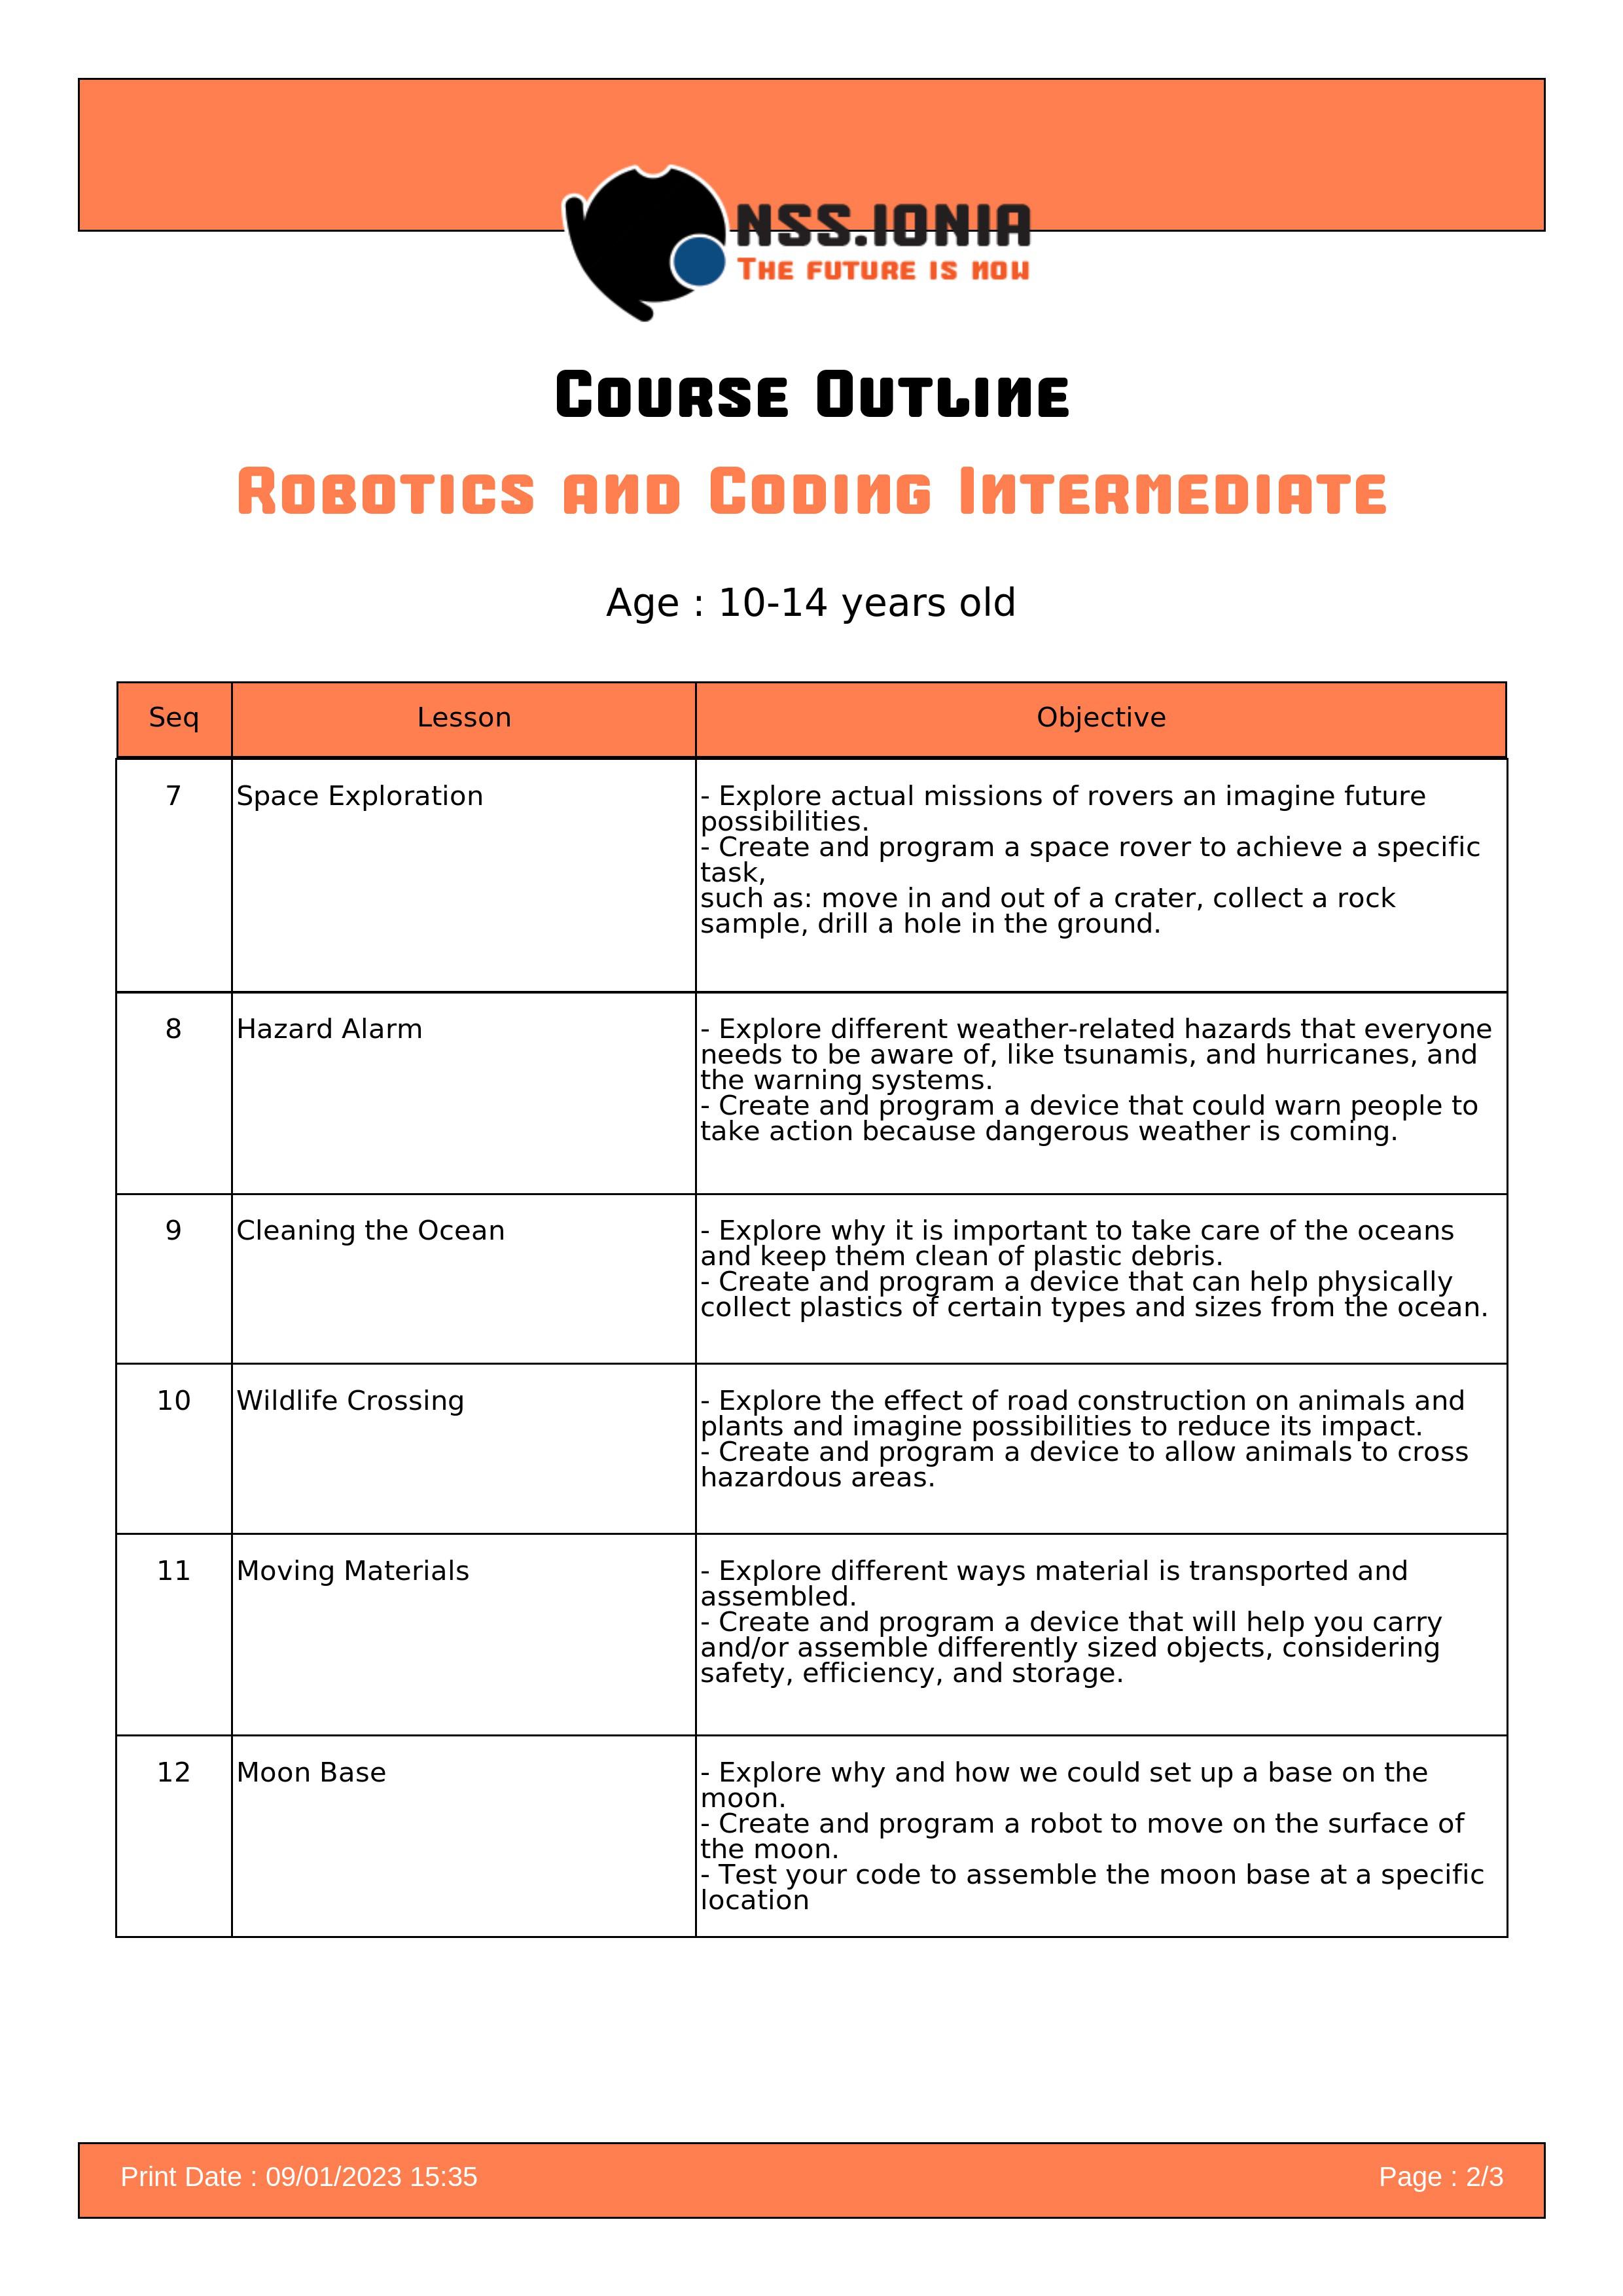 NSS.IONIA
The future is now
Course Outline
Robotics and Coding Intermediate
Age : 10-14 years old
Seq Lesson Objective
7 Space Exploration - Explore actual missions of rovers an imagine future
possibilities.
- Create and program a space rover to achieve a specific
task,
such as: move in and out of a crater, collect a rock
sample, drill a hole in the ground.
8 Hazard Alarm - Explore different weather-related hazards that everyone
needs to be aware of, like tsunamis, and hurricanes, and
the warning systems.
- Create and program a device that could warn people to
take action because dangerous weather is coming.
9 Cleaning the Ocean - Explore why it is important to take care of the oceans
and keep them clean of plastic debris.
- Create and program a device that can help physically
collect plastics of certain types and sizes from the ocean.
10 Wildlife Crossing - Explore the effect of road construction on animals and
plants and imagine possibilities to reduce its impact.
- Create and program a device to allow animals to cross
hazardous areas.
11 Moving Materials - Explore different ways material is transported and
assembled.
- Create and program a device that will help you carry
and/or assemble differently sized objects, considering
safety, efficiency, and storage.
12 Moon Base - Explore why and how we could set up a base on the
moon.
- Create and program a robot to move on the surface of
the moon.
- Test your code to assemble the moon base at a specific
location
Print Date : 09/01/2023 15:35 Page : 2/3